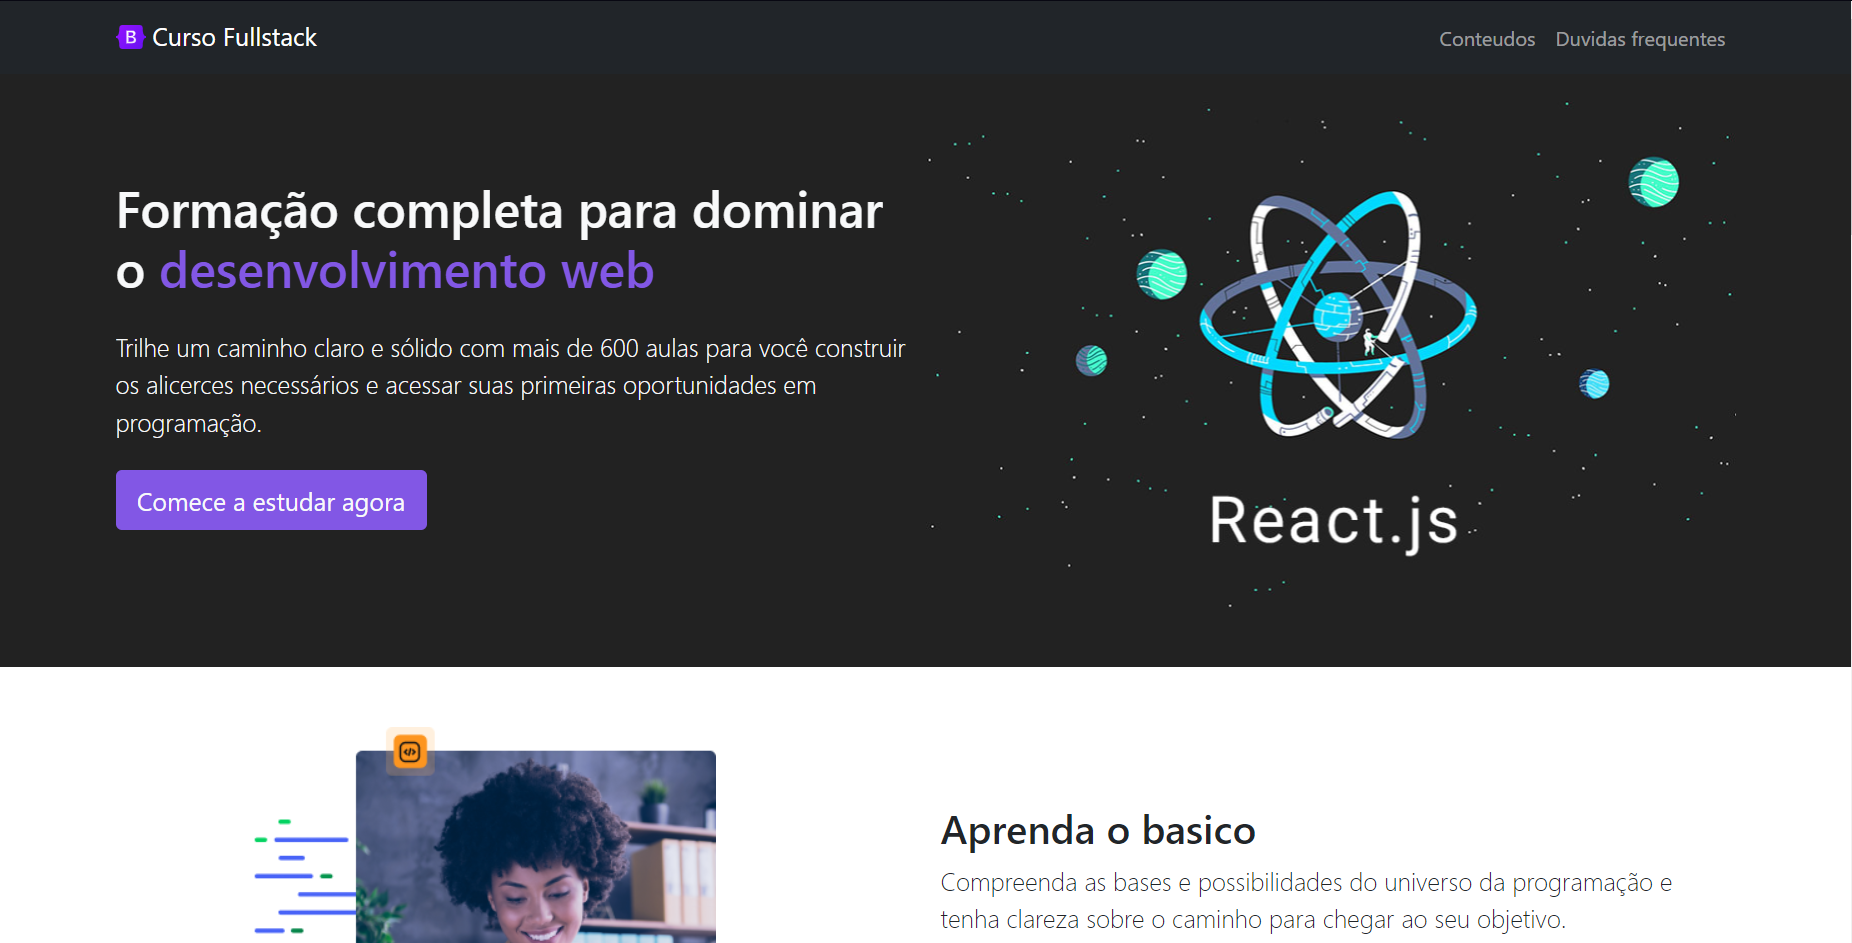 B Curso Fullstack
Conteudos Duvidas frequentes
Formação completa para dominar
o desenvolvimento web
Trilhe um caminho claro e sólido com mais de 600 aulas para você construir
os alicerces necessários e acessar suas primeiras oportunidades em
programação.
Comece a estudar agora
React.js
</>
Aprenda o basico
Compreenda as bases e possibilidades do universo da programação e
tenha clareza sobre o caminho para chegar ao seu objetivo.